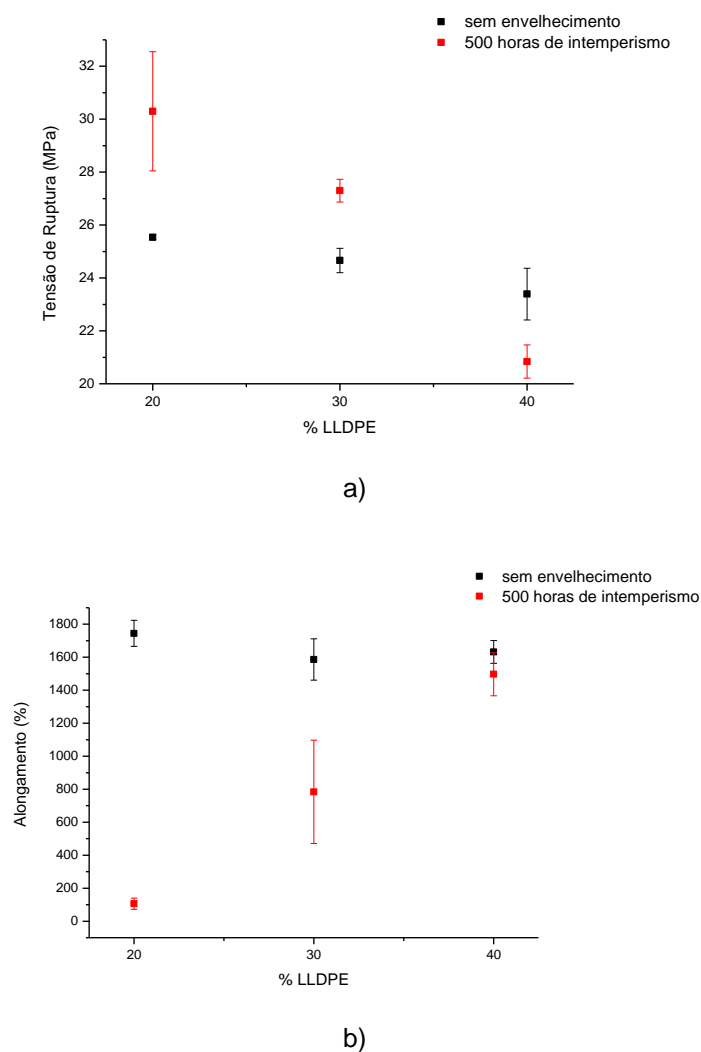 sem envelhecimento
500 horas de intemperismo
32
30
28
26
24
22
20
Tensão de Ruptura (MPa)
20 30 40
% LLDPE
a)
sem envelhecimento
500 horas de intemperismo
1800
1600
1400
1200
1000
800
600
400
200
0
Alongamento (%)
20 30 40
% LLDPE
b)